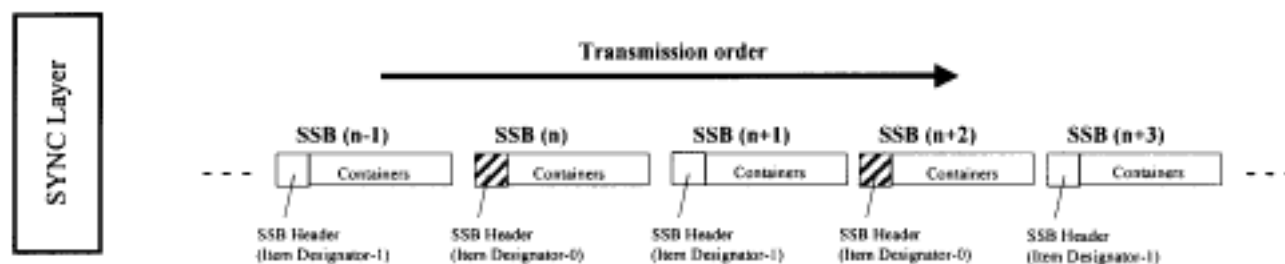 SYNC Layer
Transmission order
SSB (n-1) SSB (n) SSB (n+1) SSB (n+2) SSB (n+3)
Containers Containers Containers Containers Containers
SSB Header SSB Header SSB Header SSB Header SSB Header
(Item Designator-1) (Item Designator-0) (Item Designator-1) (Item Designator-0) (Item Designator-1)